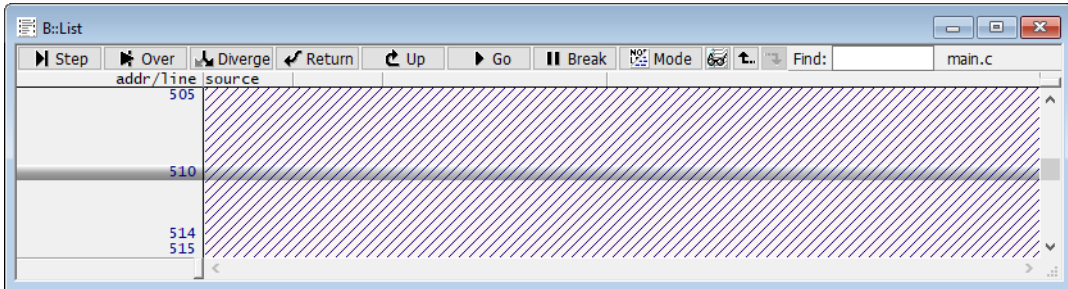 B::List
Step Over Diverge Return Up Go Break Mode Find: main.c
addr/line source
505
510
514
515